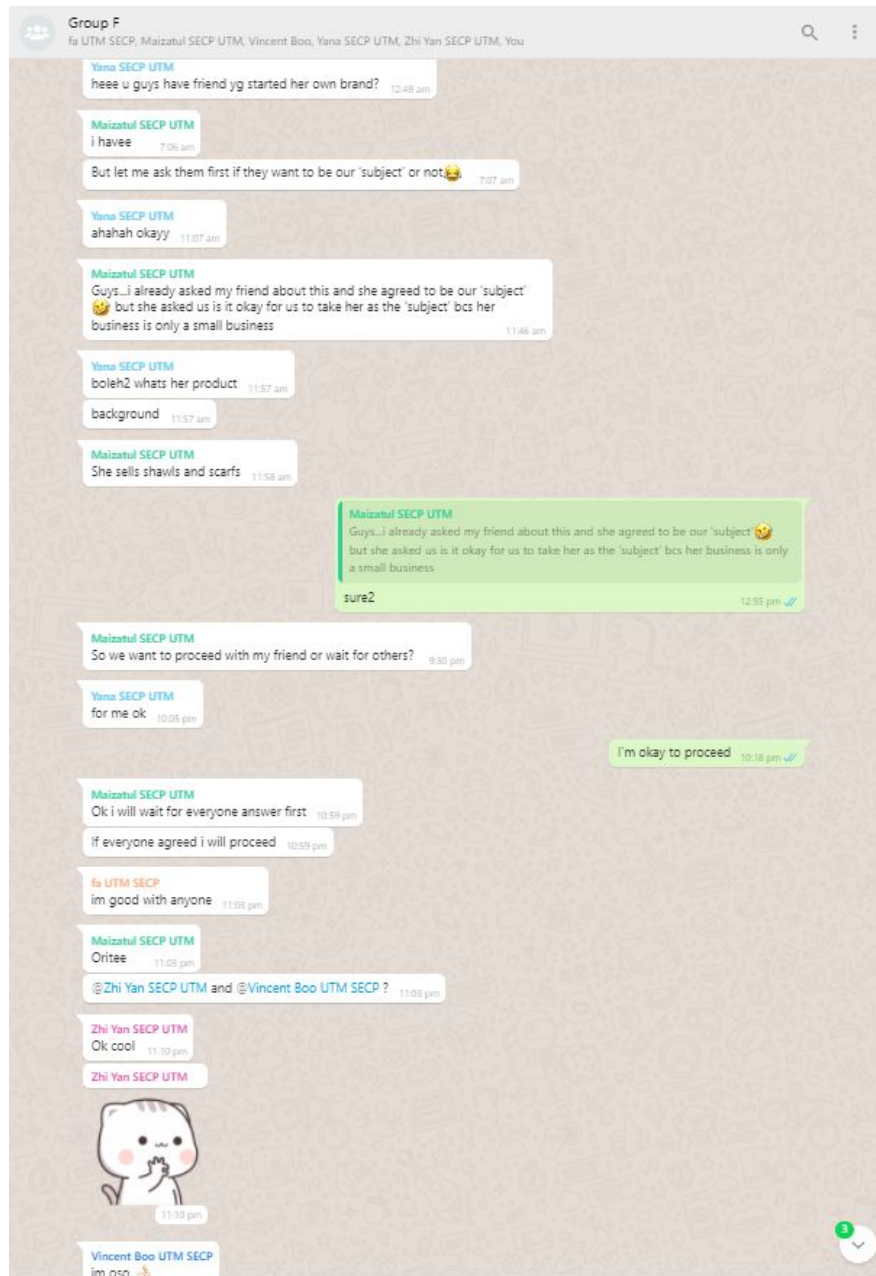 Group F
fa UTM SECP, Maizatul SECP UTM, Vincent Boo, Yana SECP UTM, Zhi Yan SECP UTM, You
Yana SECP UTM
heee u guys have friend yg started her own brand? 12:48 am
Maizatul SECP UTM
i havee 7:06 am
But let me ask them first if they want to be our 'subject' or not😂 7:07 am
Yana SECP UTM
ahahah okayy 11:07 am
Maizatul SECP UTM
Guys...i already asked my friend about this and she agreed to be our 'subject'
🤣 but she asked us is it okay for us to take her as the 'subject' bcs her
business is only a small business 11:46 am
Yana SECP UTM
boleh2 whats her product 11:57 am
background 11:57 am
Maizatul SECP UTM
She sells shawls and scarfs 11:58 am
Maizatul SECP UTM
Guys...i already asked my friend about this and she agreed to be our 'subject'🤣
but she asked us is it okay for us to take her as the 'subject' bcs her business is only
a small business
sure2 12:55 pm
Maizatul SECP UTM
So we want to proceed with my friend or wait for others? 9:30 pm
Yana SECP UTM
for me ok 10:05 pm
I'm okay to proceed 10:18 pm
Maizatul SECP UTM
Ok i will wait for everyone answer first 10:59 pm
If everyone agreed i will proceed 10:59 pm
fa UTM SECP
im good with anyone 11:03 pm
Maizatul SECP UTM
Oritee 11:03 pm
@Zhi Yan SECP UTM and @Vincent Boo UTM SECP ? 11:03 pm
Zhi Yan SECP UTM
Ok cool 11:10 pm
Zhi Yan SECP UTM
11:10 pm
3
Vincent Boo UTM SECP
im oso 👌🏻